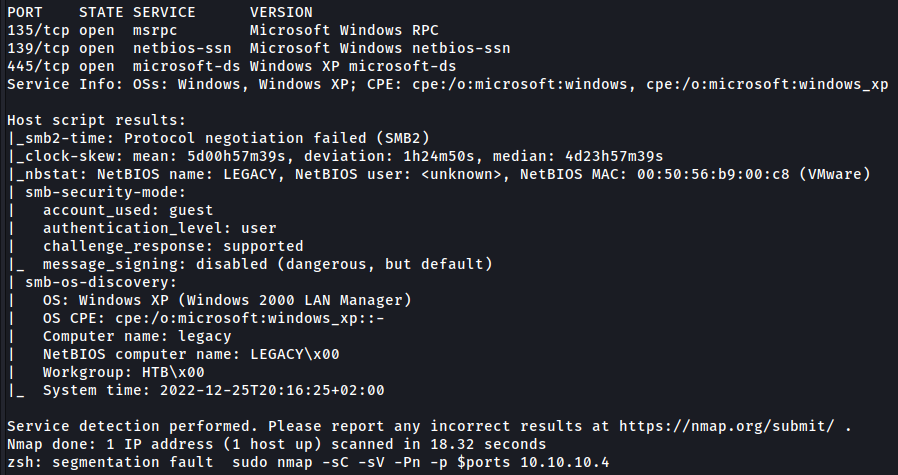 PORT    STATE SERVICE      VERSION
135/tcp open  msrpc        Microsoft Windows RPC
139/tcp open  netbios-ssn  Microsoft Windows netbios-ssn
445/tcp open  microsoft-ds Windows XP microsoft-ds
Service Info: OSs: Windows, Windows XP; CPE: cpe:/o:microsoft:windows, cpe:/o:microsoft:windows_xp

Host script results:
|_smb2-time: Protocol negotiation failed (SMB2)
|_clock-skew: mean: 5d00h57m39s, deviation: 1h24m50s, median: 4d23h57m39s
|_nbstat: NetBIOS name: LEGACY, NetBIOS user: <unknown>, NetBIOS MAC: 00:50:56:b9:00:c8 (VMware)
| smb-security-mode:
|   account_used: guest
|   authentication_level: user
|   challenge_response: supported
|_  message_signing: disabled (dangerous, but default)
| smb-os-discovery:
|   OS: Windows XP (Windows 2000 LAN Manager)
|   OS CPE: cpe:/o:microsoft:windows_xp::-
|   Computer name: legacy
|   NetBIOS computer name: LEGACY\x00
|   Workgroup: HTB\x00
|_  System time: 2022-12-25T20:16:25+02:00

Service detection performed. Please report any incorrect results at https://nmap.org/submit/ .
Nmap done: 1 IP address (1 host up) scanned in 18.32 seconds
zsh: segmentation fault  sudo nmap -sC -sV -Pn -p $ports 10.10.10.4